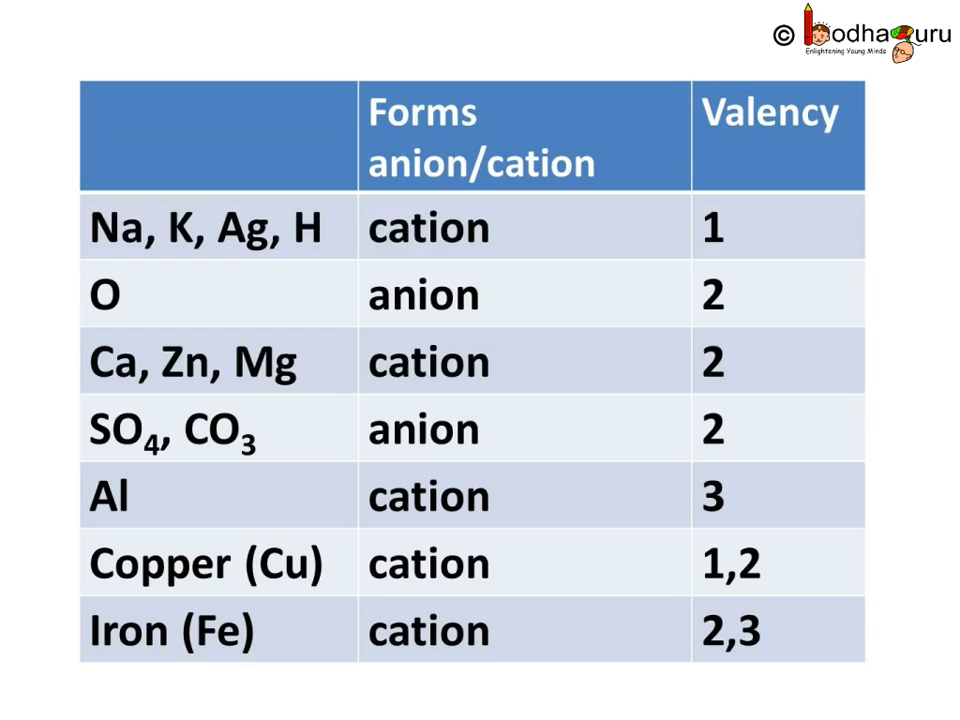 © BodhaGuru
Enlightening Young Minds
Forms anion/cation Valency
Na, K, Ag, H cation 1
O anion 2
Ca, Zn, Mg cation 2
SO₄, CO₃ anion 2
Al cation 3
Copper (Cu) cation 1,2
Iron (Fe) cation 2,3